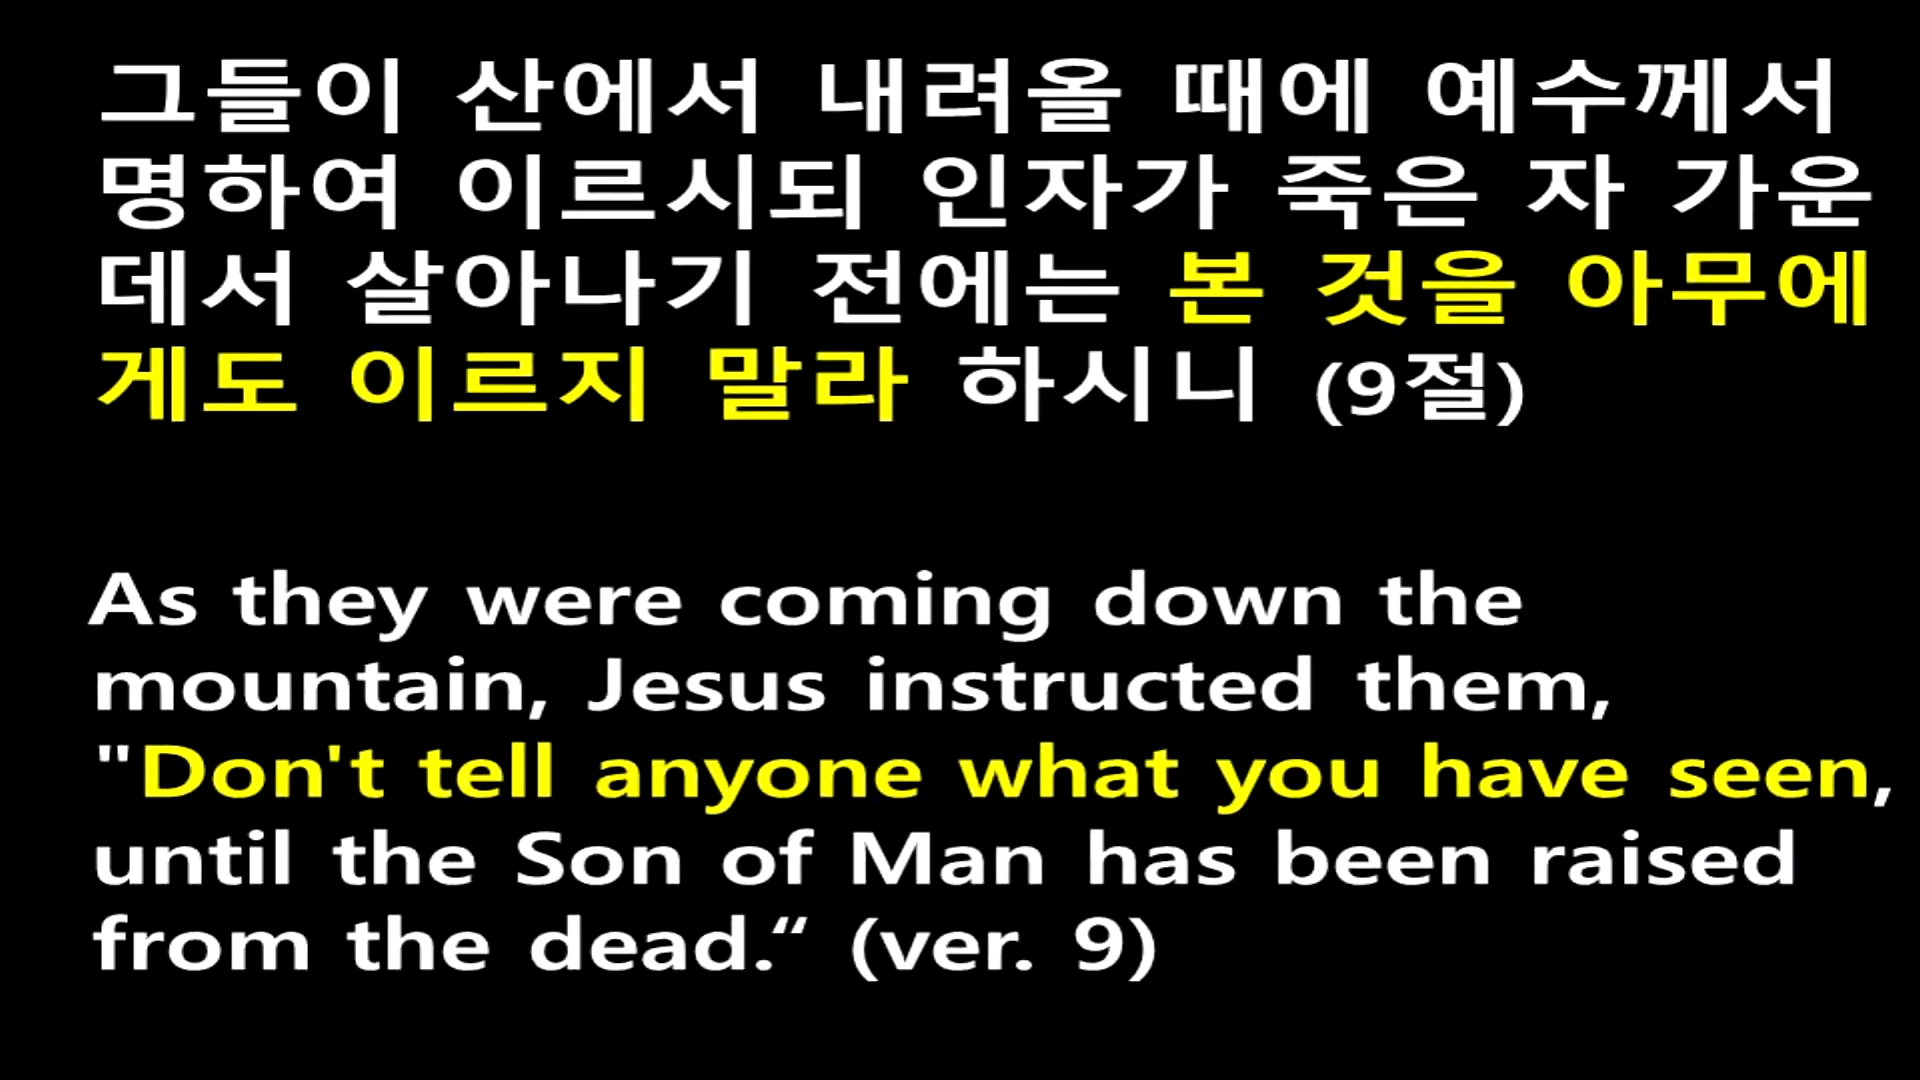 그들이 산에서 내려올 때에 예수께서
명하여 이르시되 인자가 죽은 자 가운
데서 살아나기 전에는 본 것을 아무에
게도 이르지 말라 하시니 (9절)
As they were coming down the
mountain, Jesus instructed them,
"Don't tell anyone what you have seen,
until the Son of Man has been raised
from the dead.“ (ver. 9)